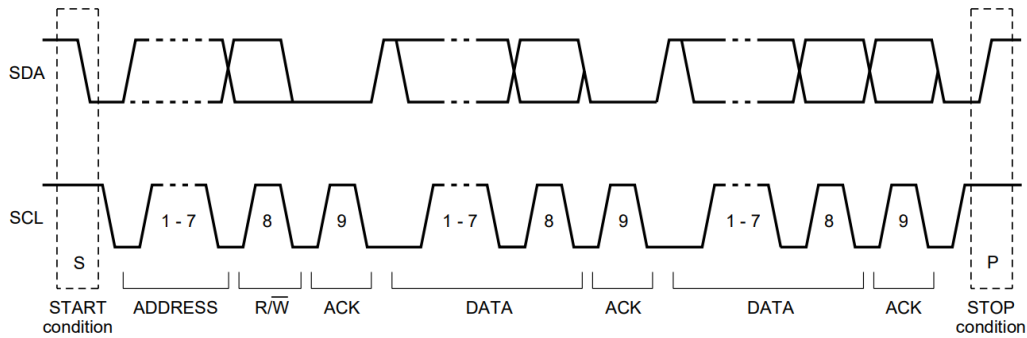 SDA
SCL
1 - 7
8
9
1 - 7
8
9
1 - 7
8
9
S
P
START
condition
ADDRESS
R/W̅
ACK
DATA
ACK
DATA
ACK
STOP
condition